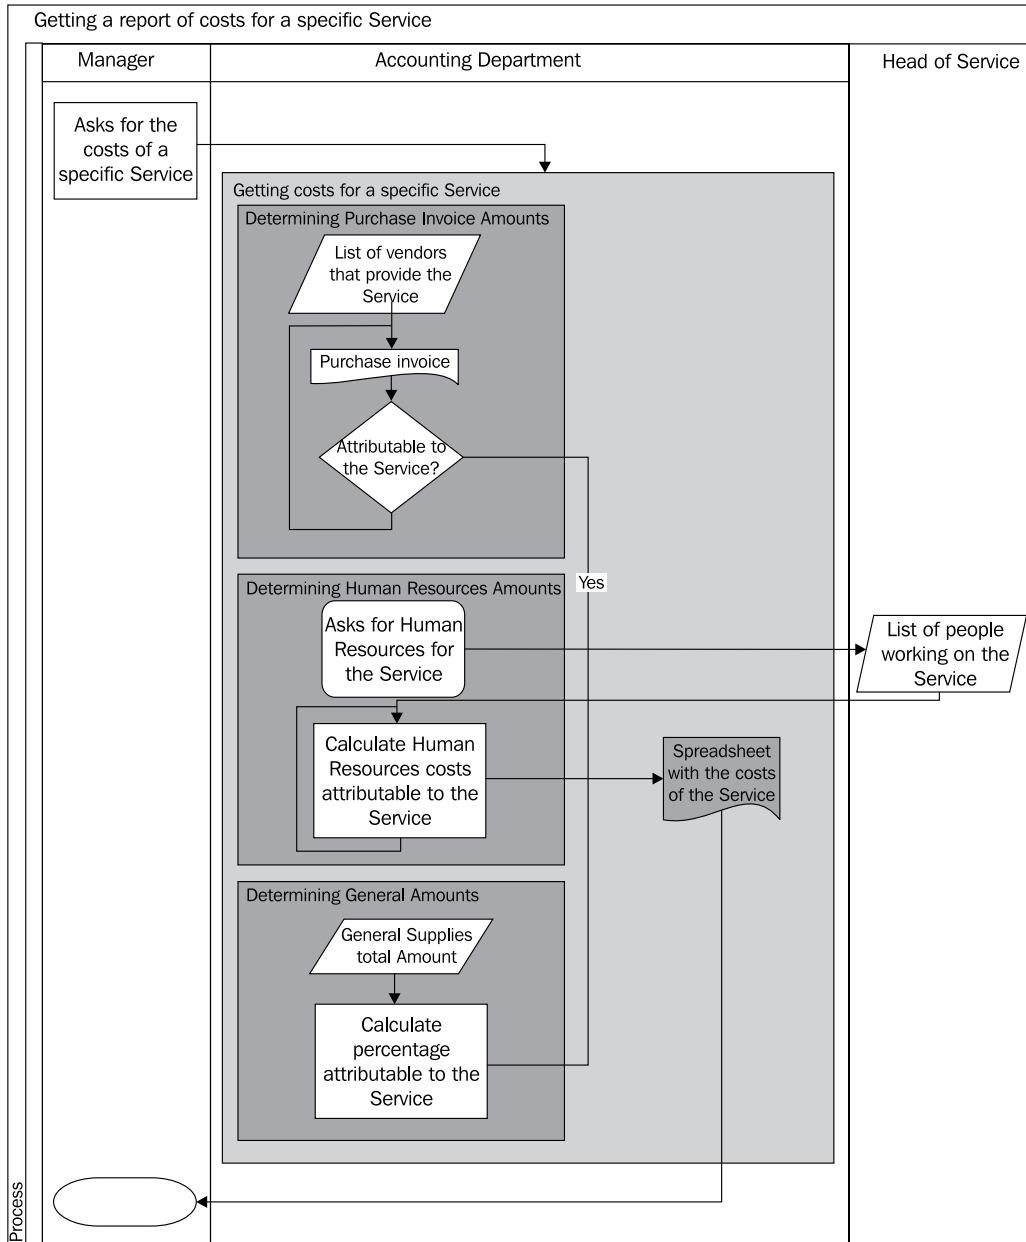 Getting a report of costs for a specific Service
Manager
Accounting Department
Head of Service
Asks for the
costs of a
specific Service
Getting costs for a specific Service
Determining Purchase Invoice Amounts
List of vendors
that provide the
Service
Purchase invoice
Attributable to
the Service?
Yes
Determining Human Resources Amounts
Asks for Human
Resources for
the Service
List of people
working on the
Service
Calculate Human
Resources costs
attributable to the
Service
Spreadsheet
with the costs
of the Service
Determining General Amounts
General Supplies
total Amount
Calculate
percentage
attributable to the
Service
Process